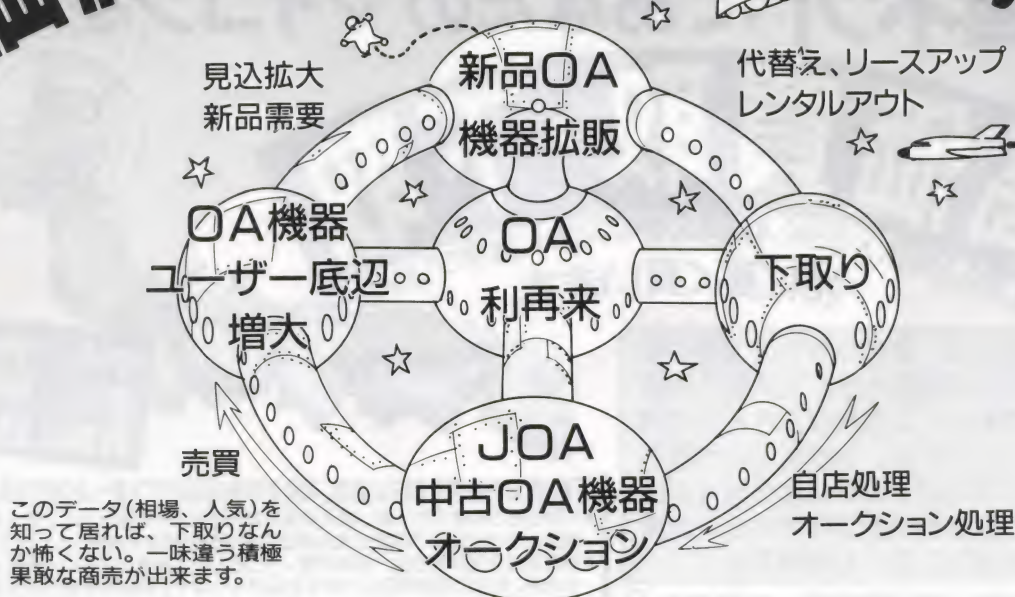 見込拡大
新品需要
新品OA
機器拡販
代替え、リースアップ
レンタルアウト
OA機器
ユーザー底辺
増大
OA
利再来
下取り
売買
JOA
中古OA機器
オークション
自店処理
オークション処理
このデータ(相場、人気)を
知って居れば、下取りなん
か怖くない。一味違う積極
果敢な商売が出来ます。